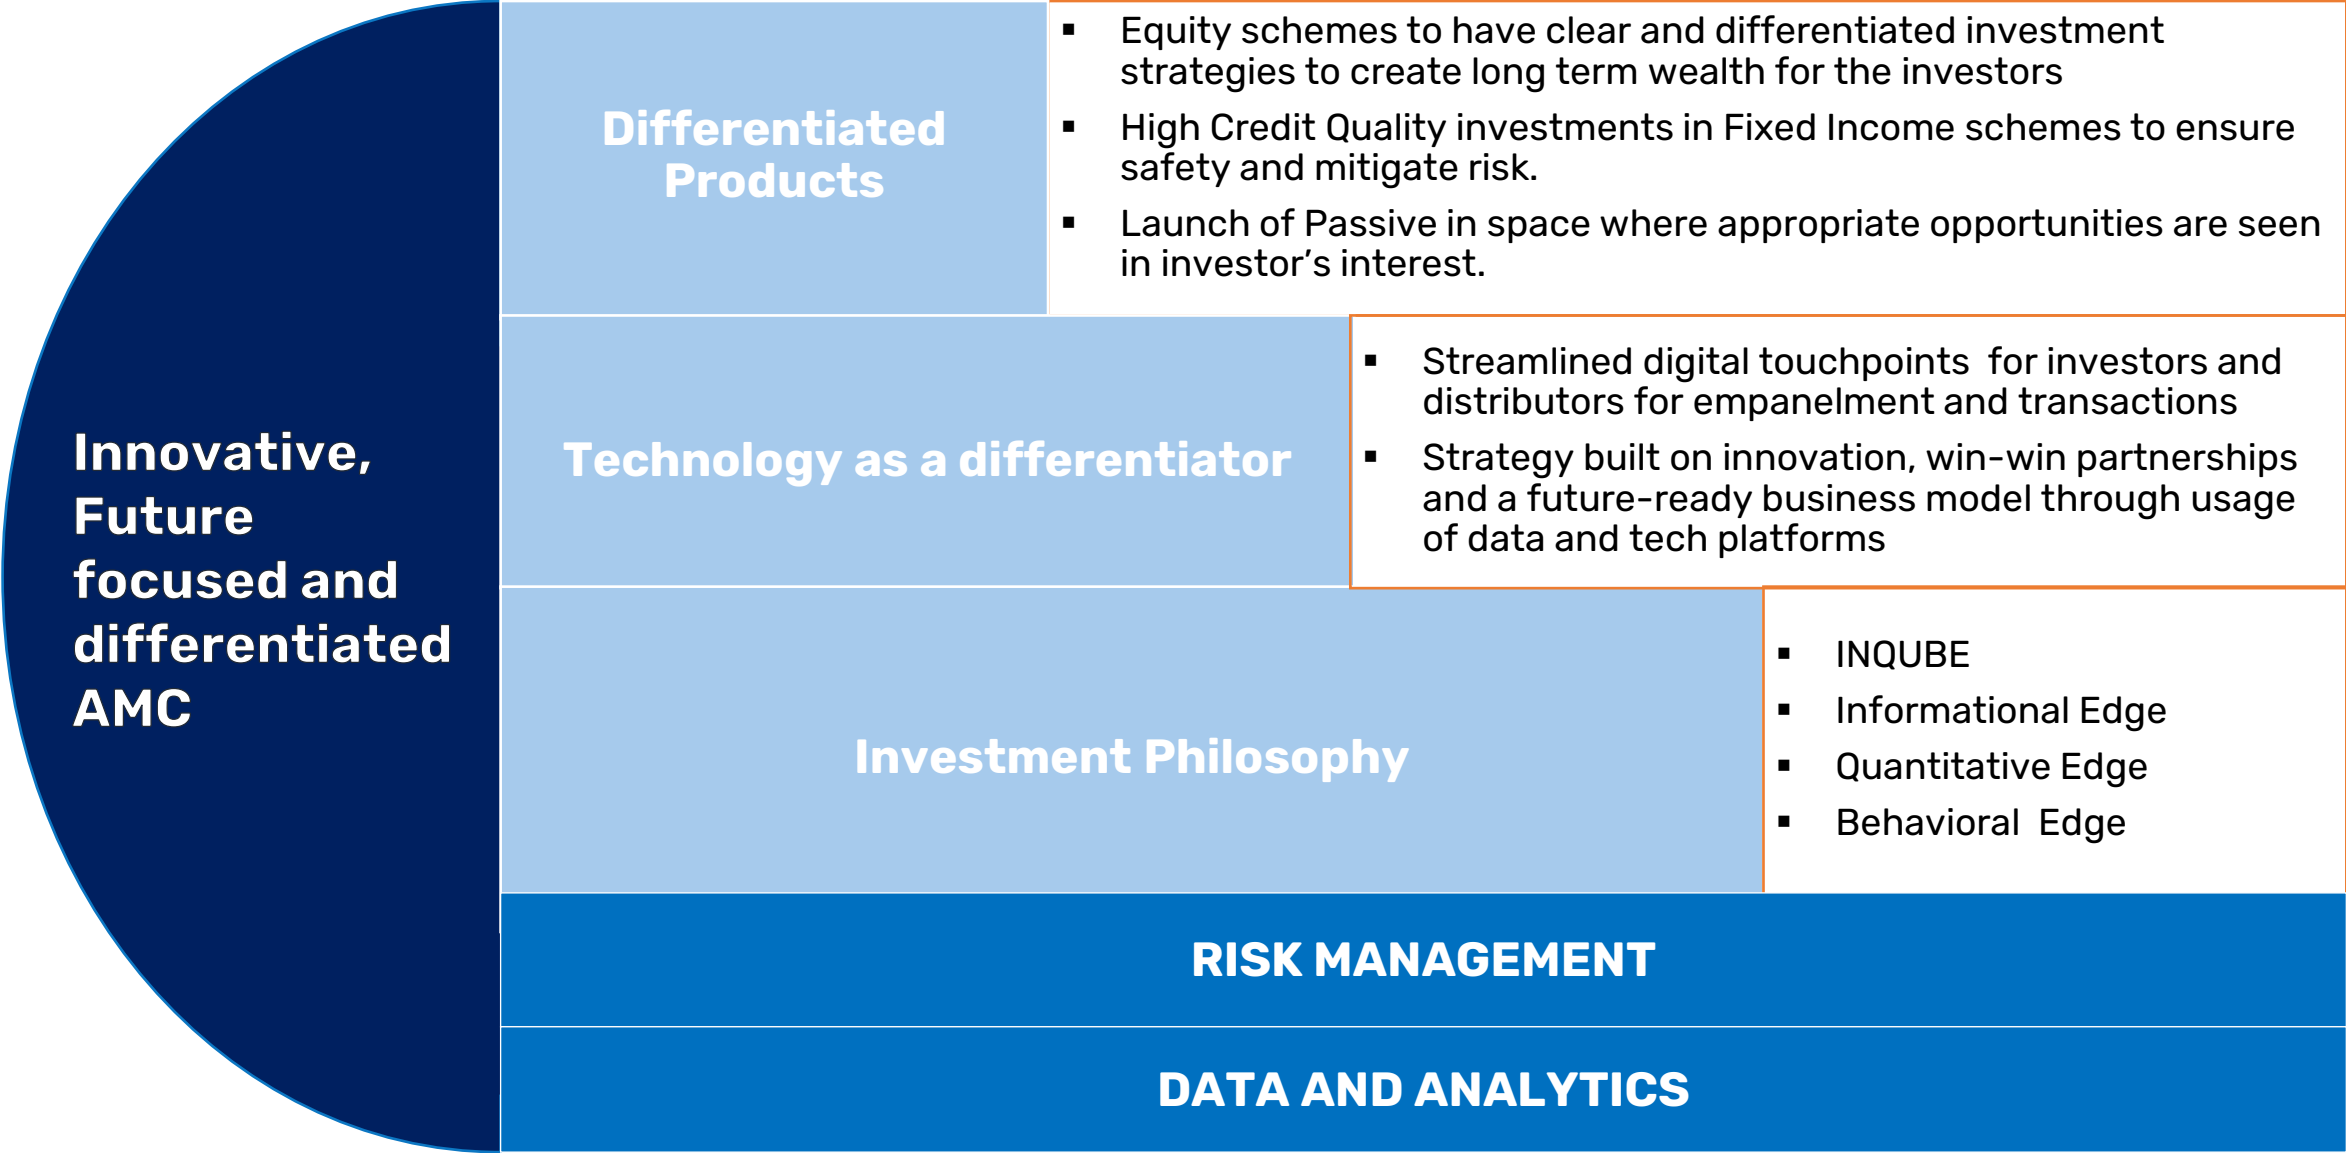 Innovative,
Future
focused and
differentiated
AMC
Differentiated
Products
▪ Equity schemes to have clear and differentiated investment
strategies to create long term wealth for the investors
▪ High Credit Quality investments in Fixed Income schemes to ensure
safety and mitigate risk.
▪ Launch of Passive in space where appropriate opportunities are seen
in investor’s interest.
Technology as a differentiator
▪ Streamlined digital touchpoints for investors and
distributors for empanelment and transactions
▪ Strategy built on innovation, win-win partnerships
and a future-ready business model through usage
of data and tech platforms
Investment Philosophy
▪ INQUBE
▪ Informational Edge
▪ Quantitative Edge
▪ Behavioral Edge
RISK MANAGEMENT
DATA AND ANALYTICS